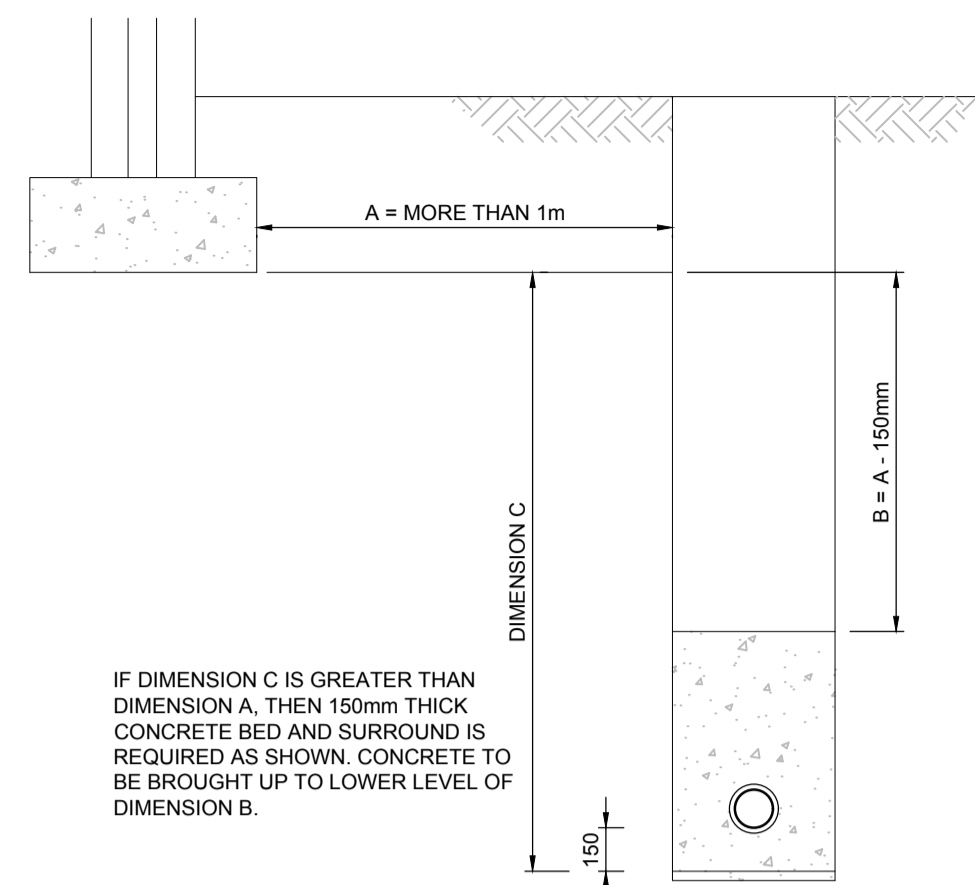 A = MORE THAN 1m
B = A - 150mm
DIMENSION C
IF DIMENSION C IS GREATER THAN
DIMENSION A, THEN 150mm THICK
CONCRETE BED AND SURROUND IS
REQUIRED AS SHOWN. CONCRETE TO
BE BROUGHT UP TO LOWER LEVEL OF
DIMENSION B.
150